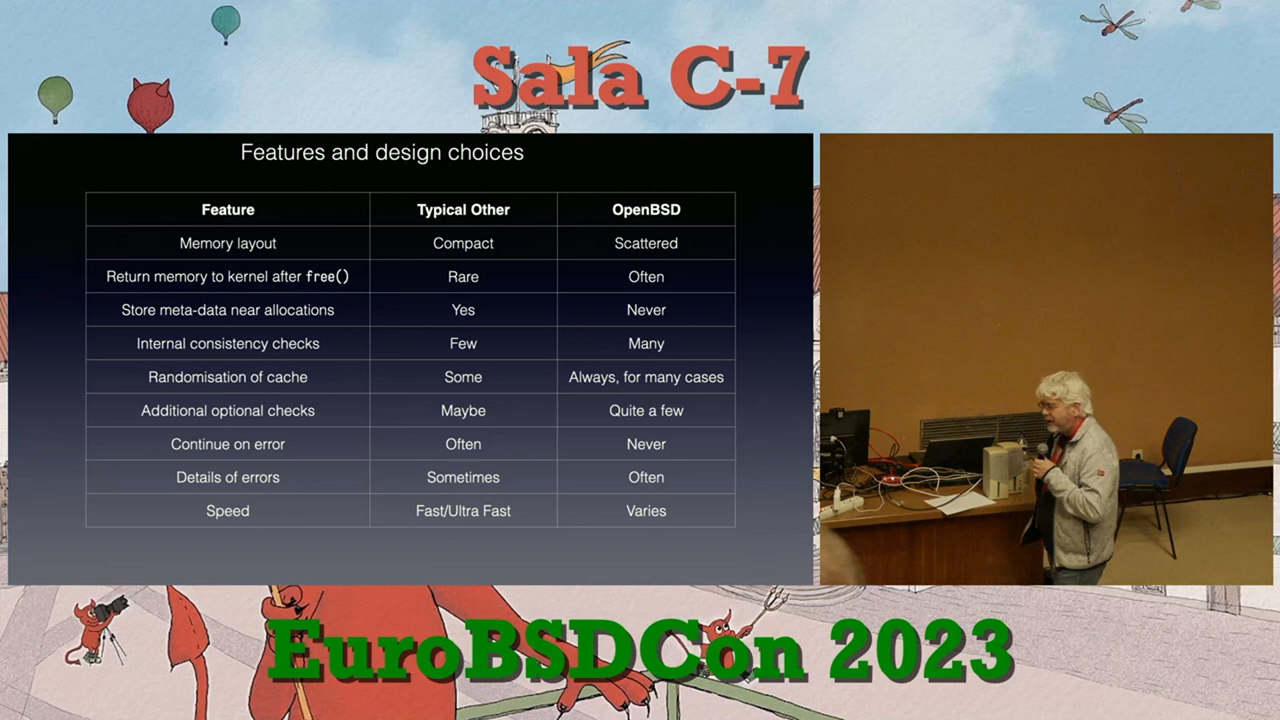 Sala C-7
Features and design choices
Feature Typical Other OpenBSD
Memory layout Compact Scattered
Return memory to kernel after free() Rare Often
Store meta-data near allocations Yes Never
Internal consistency checks Few Many
Randomisation of cache Some Always, for many cases
Additional optional checks Maybe Quite a few
Continue on error Often Never
Details of errors Sometimes Often
Speed Fast/Ultra Fast Varies
EuroBSDCon 2023